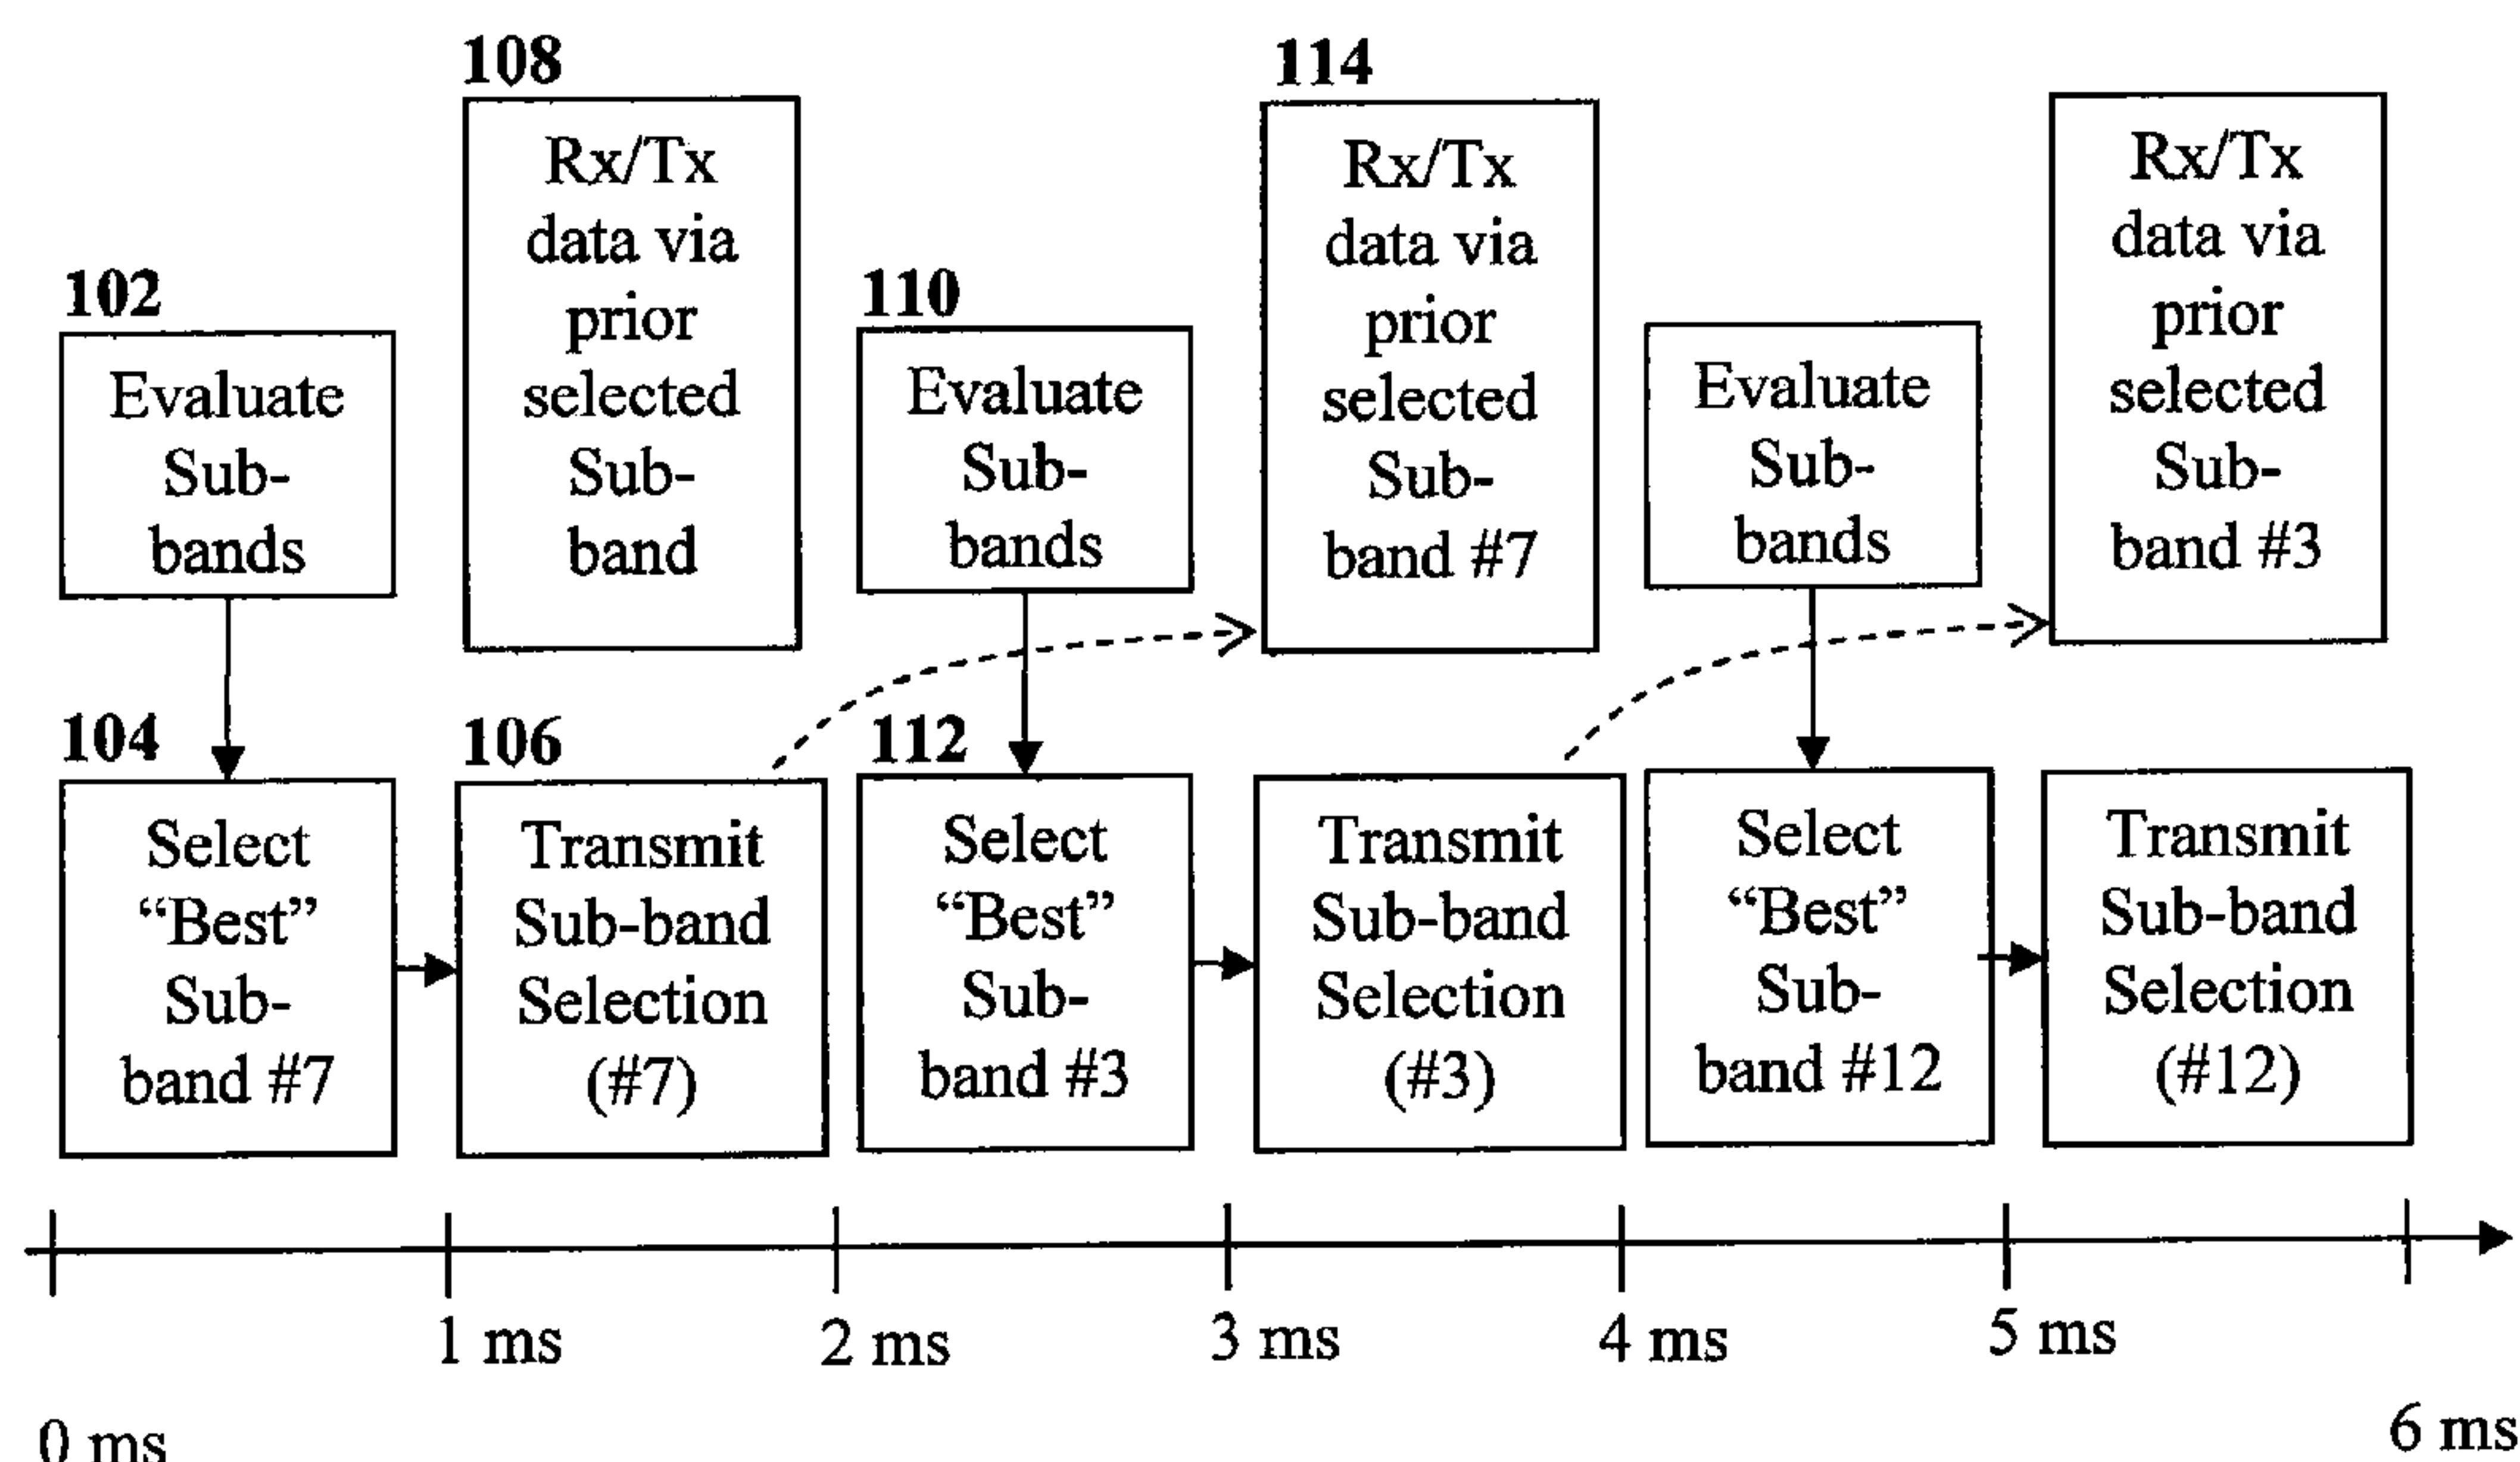 108
Rx/Tx
data via
prior
selected
Sub-
band
114
Rx/Tx
data via
prior
selected
Sub-
band #7
Rx/Tx
data via
prior
selected
Sub-
band #3
102
Evaluate
Sub-
bands
110
Evaluate
Sub-
bands
Evaluate
Sub-
bands
104
Select
“Best”
Sub-
band #7
106
Transmit
Sub-band
Selection
(#7)
112
Select
“Best”
Sub-
band #3
Transmit
Sub-band
Selection
(#3)
Select
“Best”
Sub-
band #12
Transmit
Sub-band
Selection
(#12)
1 ms
2 ms
3 ms
4 ms
5 ms
0 ms
6 ms